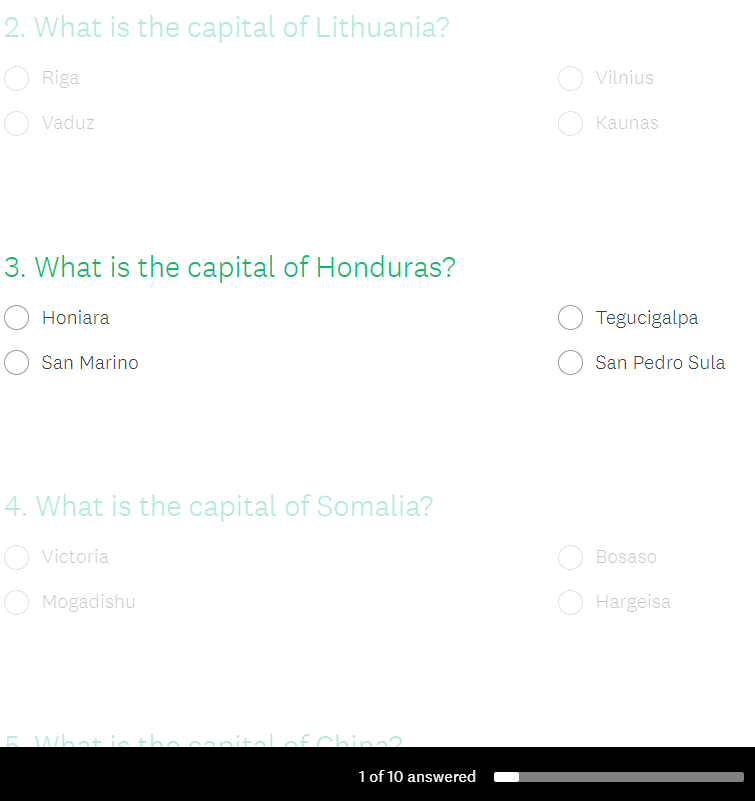 2. What is the capital of Lithuania?
Riga
Vilnius
Vaduz
Kaunas
3. What is the capital of Honduras?
Honiara
Tegucigalpa
San Marino
San Pedro Sula
4. What is the capital of Somalia?
Victoria
Bosaso
Mogadishu
Hargeisa
5. What is the capital of China?
1 of 10 answered